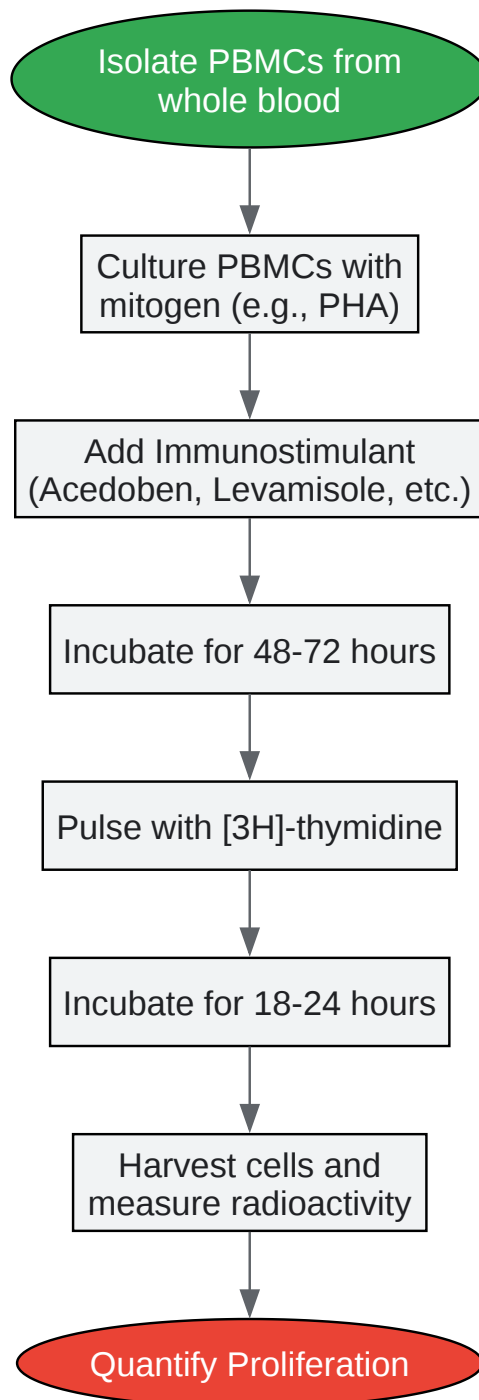 Isolate PBMCs from
whole blood
Culture PBMCs with
mitogen (e.g., PHA)
Add Immunostimulant
(Acedoben, Levamisole, etc.)
Incubate for 48-72 hours
Pulse with [3H]-thymidine
Incubate for 18-24 hours
Harvest cells and
measure radioactivity
Quantify Proliferation